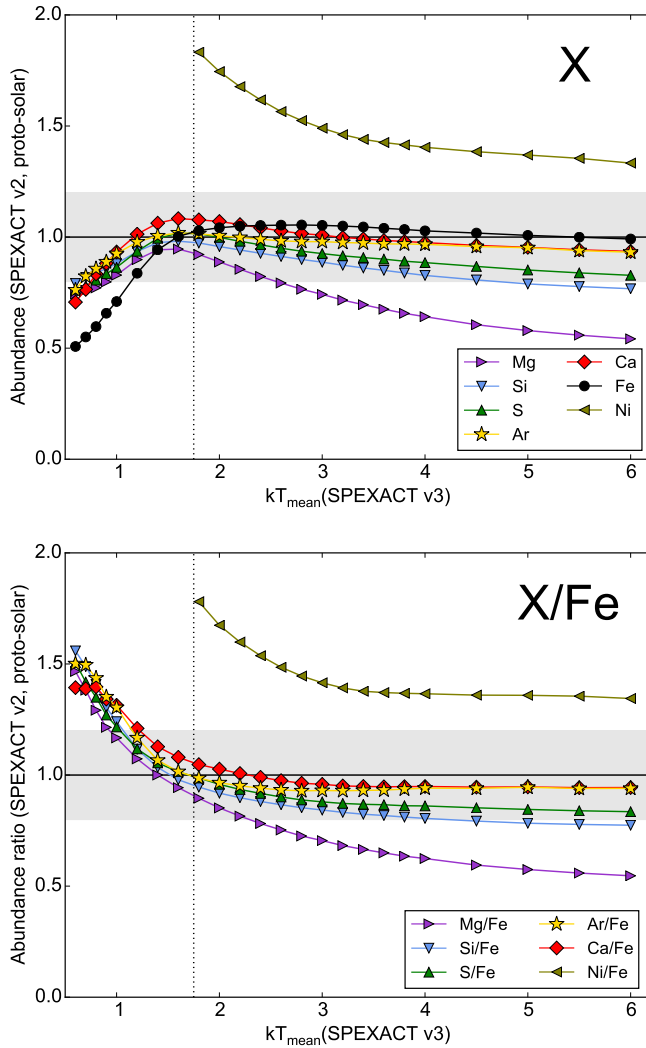 2.0
X
1.5
1.0
0.5
0.0
Abundance (SPEXACT v2, proto-solar)
Mg
Ca
Si
Fe
S
Ni
Ar
1
2
3
4
5
6
kTmean(SPEXACT v3)
2.0
X/Fe
1.5
1.0
0.5
0.0
Abundance ratio (SPEXACT v2, proto-solar)
Mg/Fe
Ar/Fe
Si/Fe
Ca/Fe
S/Fe
Ni/Fe
1
2
3
4
5
6
kTmean(SPEXACT v3)